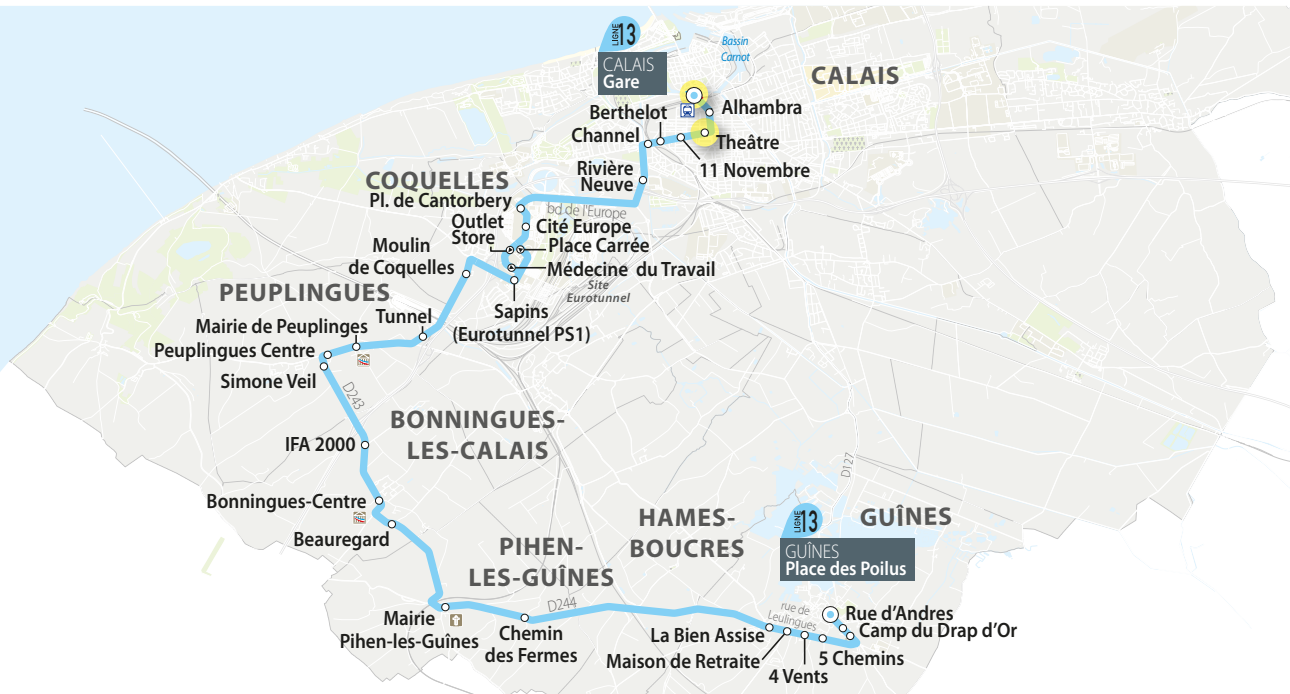 LIGNE 13
CALAIS
Gare
Bassin
Carnot
CALAIS
Berthelot
Alhambra
Channel
Theâtre
11 Novembre
Rivière
Neuve
COQUELLES
Pl. de Cantorbery
bd de l'Europe
Outlet
Store
Cité Europe
Place Carrée
Moulin
de Coquelles
Médecine du Travail
Site
Eurotunnel
PEUPLINGUES
Tunnel
Sapins
(Eurotunnel PS1)
Mairie de Peuplinges
Peuplingues Centre
Simone Veil
D243
BONNINGUES-
LES-CALAIS
IFA 2000
D127
Bonningues-Centre
Beauregard
HAMES-
BOUCRES
LIGNE 13
GUÎNES
GUÎNES
Place des Poilus
PIHEN-
LES-GUÎNES
D244
Mairie
Pihen-les-Guînes
Chemin
des Fermes
rue de
Leulingues
Rue d'Andres
Camp du Drap d'Or
La Bien Assise
Maison de Retraite
5 Chemins
4 Vents